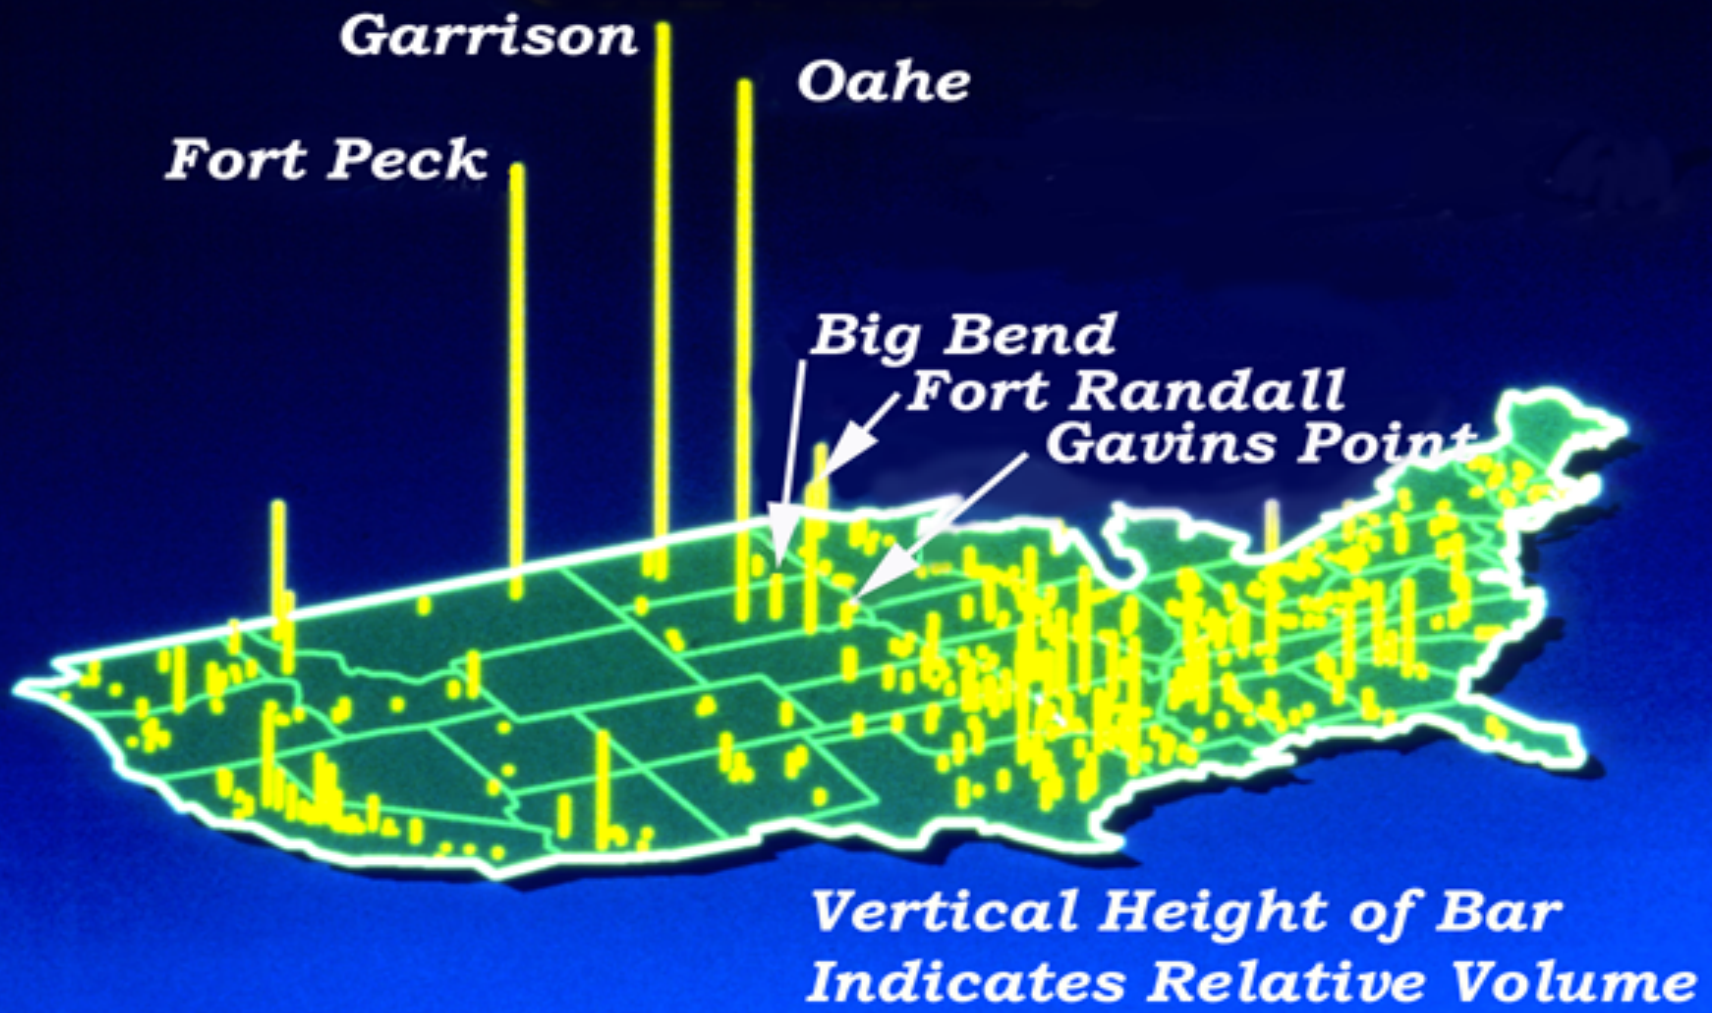 Garrison
Oahe
Fort Peck
Big Bend
Fort Randall
Gavins Point
Vertical Height of Bar
Indicates Relative Volume